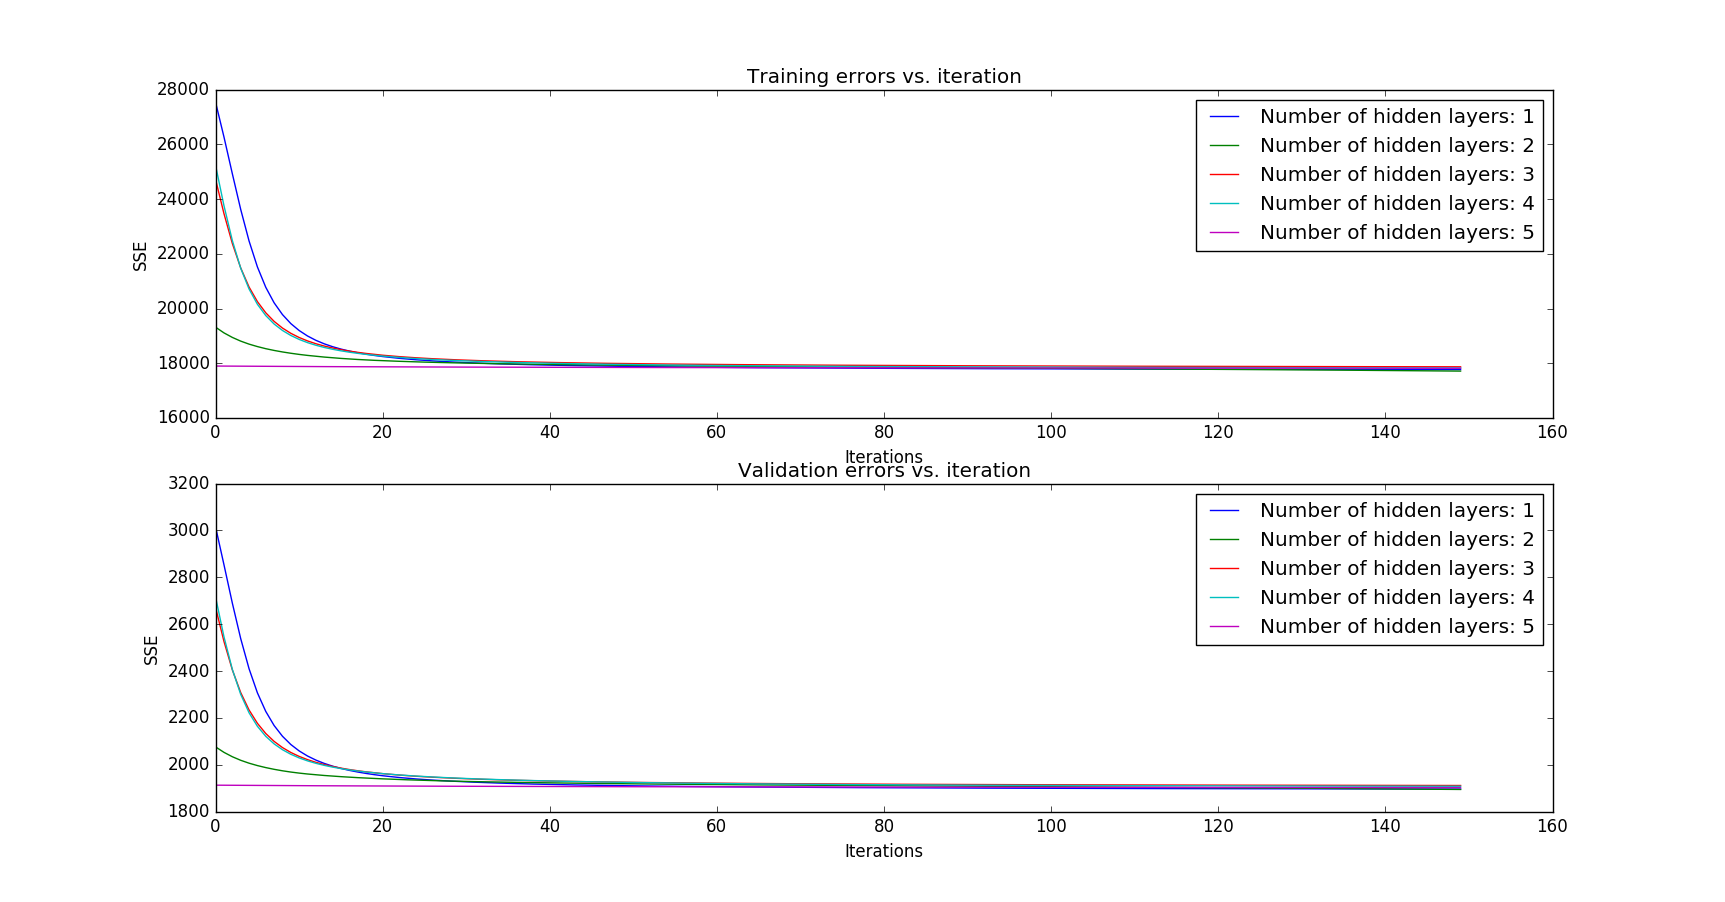 Training errors vs. iteration
28000
26000
24000
22000
20000
18000
16000
SSE
Number of hidden layers: 1
Number of hidden layers: 2
Number of hidden layers: 3
Number of hidden layers: 4
Number of hidden layers: 5
0 20 40 60 80 100 120 140 160
Iterations
Validation errors vs. iteration
3200
3000
2800
2600
2400
2200
2000
1800
SSE
Number of hidden layers: 1
Number of hidden layers: 2
Number of hidden layers: 3
Number of hidden layers: 4
Number of hidden layers: 5
0 20 40 60 80 100 120 140 160
Iterations